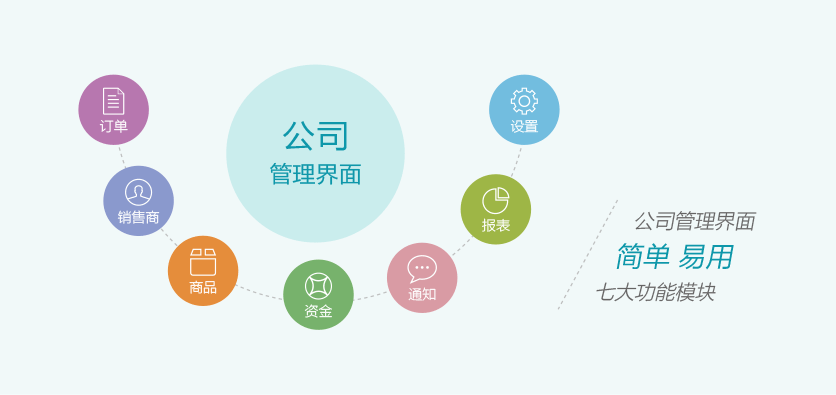 公司
管理界面
订单
销售商
商品
资金
通知
报表
设置
公司管理界面
简单 易用
七大功能模块